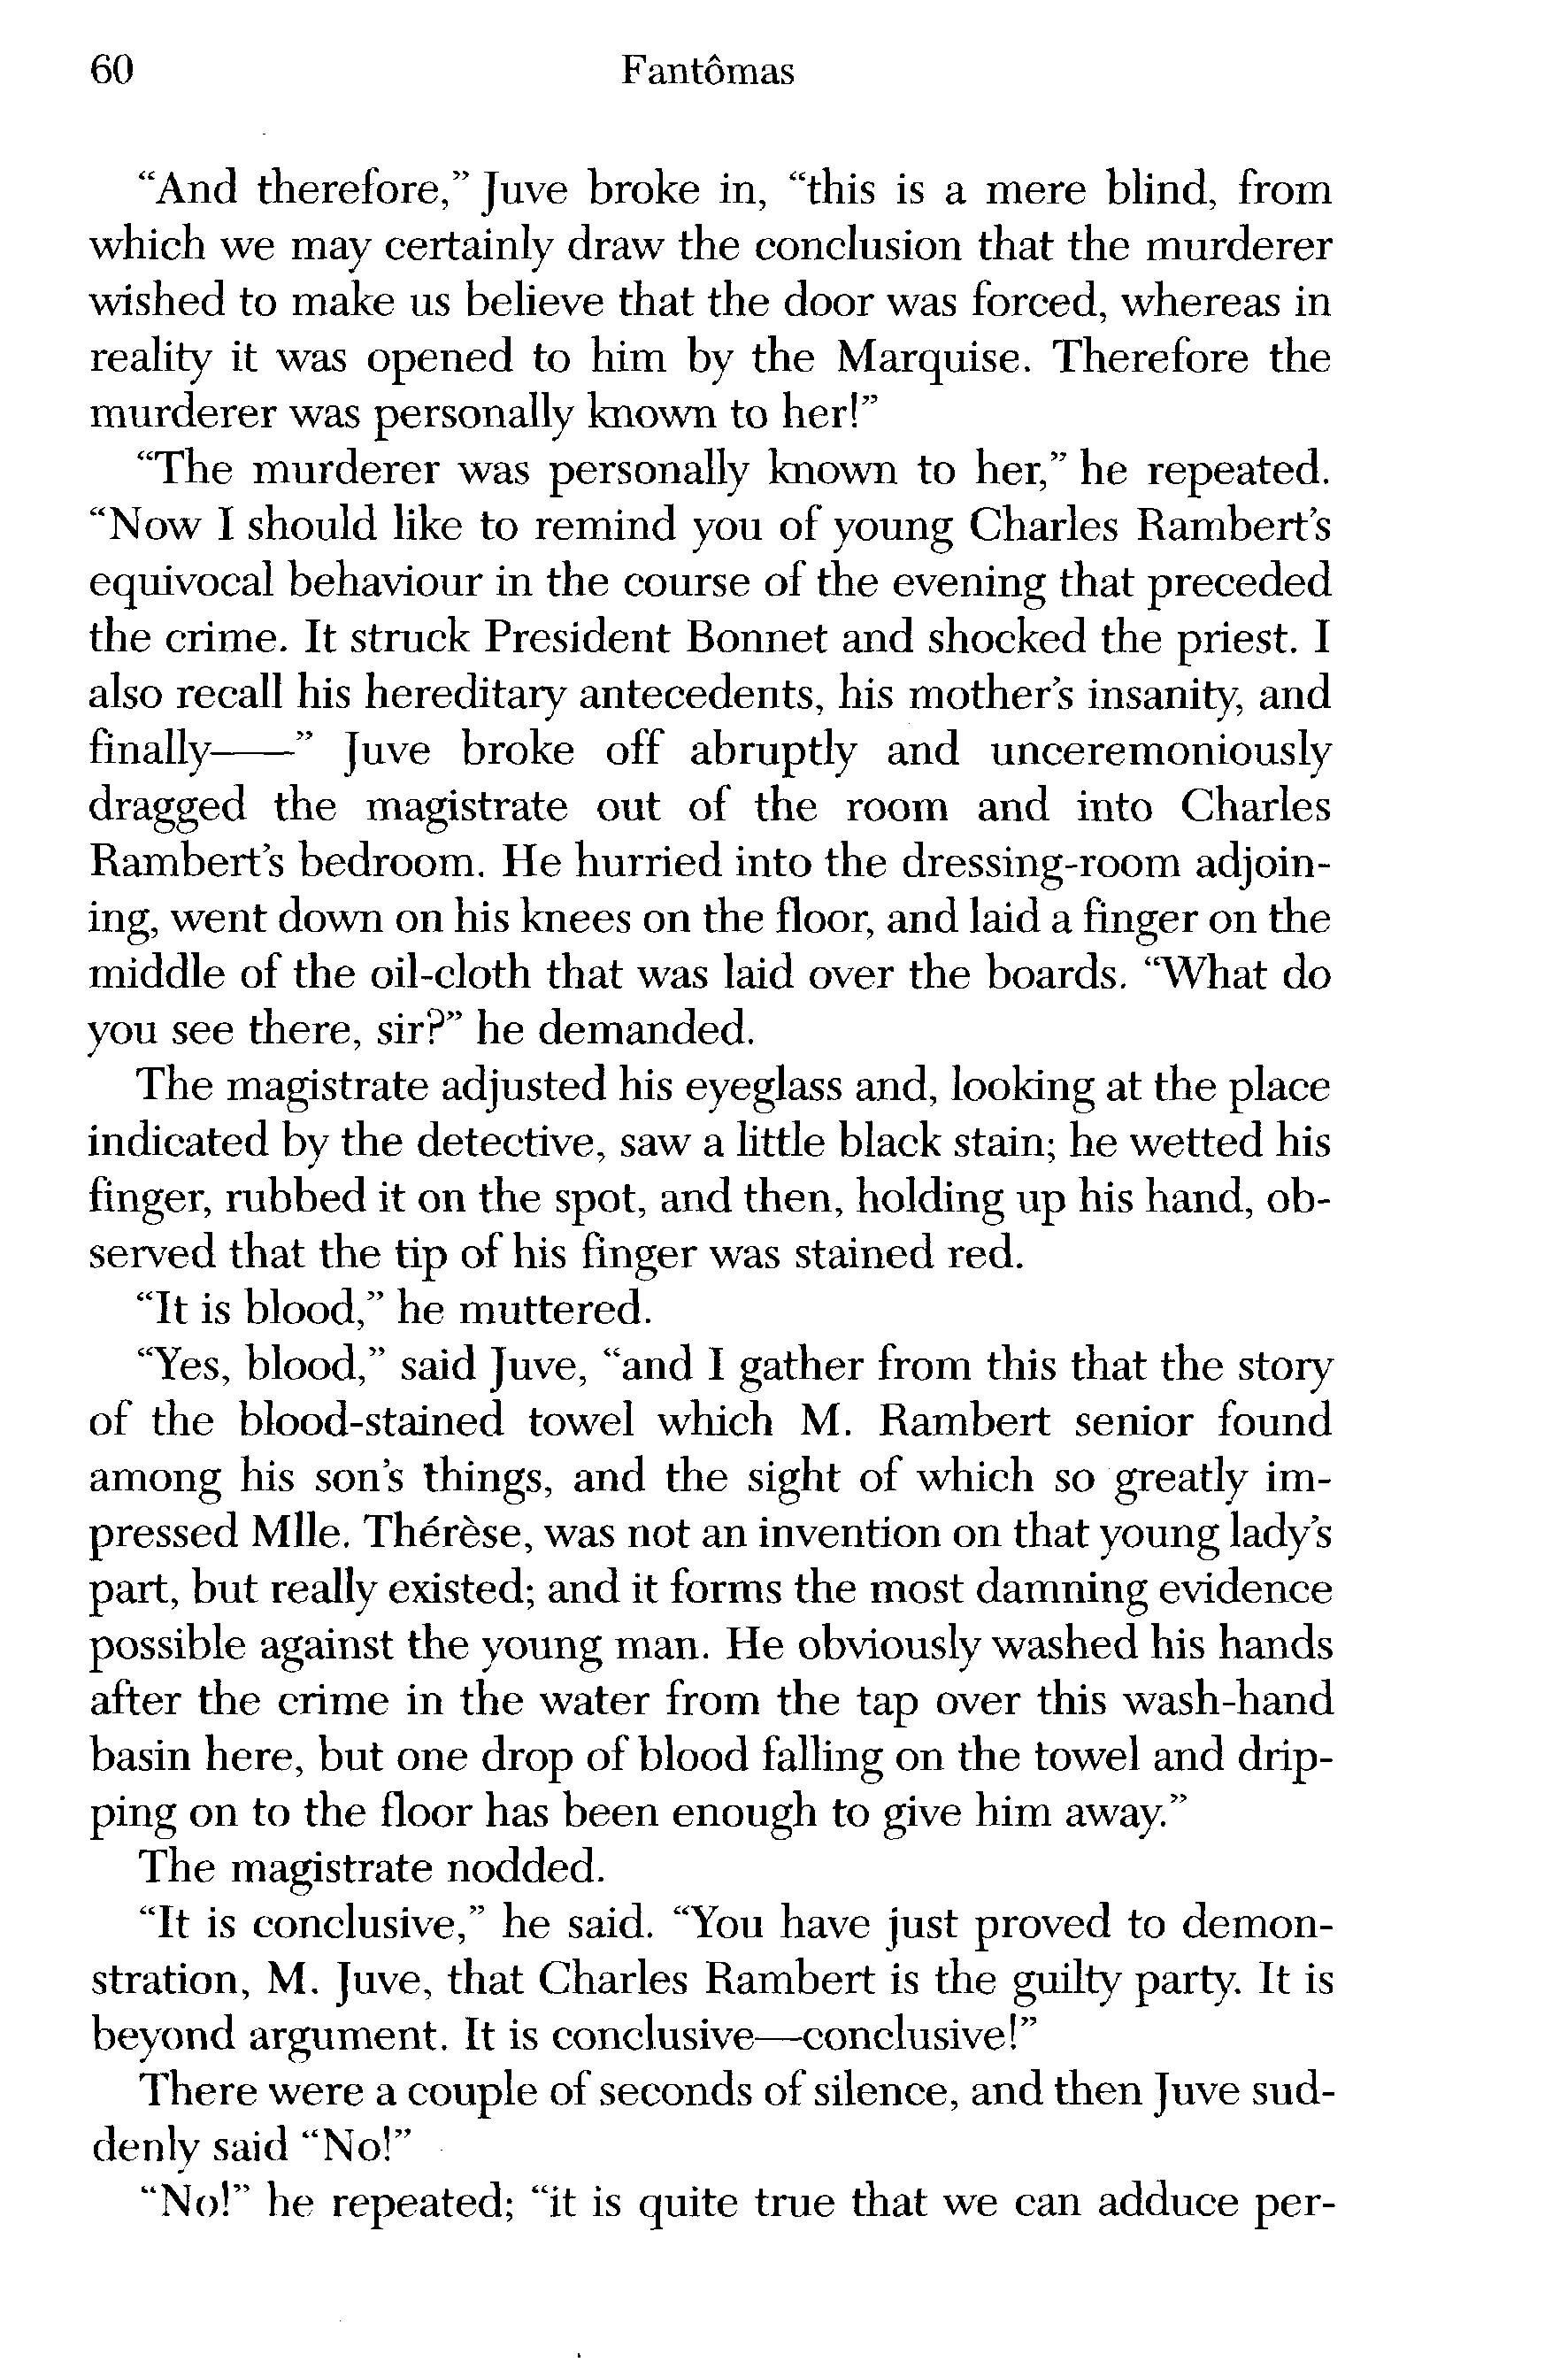 60 Fantômas
“And therefore,” Juve broke in, “this is a mere blind, from
which we may certainly draw the conclusion that the murderer
wished to make us believe that the door was forced, whereas in
reality it was opened to him by the Marquise. Therefore the
murderer was personally known to her!”
“The murderer was personally known to her,” he repeated.
“Now I should like to remind you of young Charles Rambert’s
equivocal behaviour in the course of the evening that preceded
the crime. It struck President Bonnet and shocked the priest. I
also recall his hereditary antecedents, his mother’s insanity, and
finally——” Juve broke off abruptly and unceremoniously
dragged the magistrate out of the room and into Charles
Rambert’s bedroom. He hurried into the dressing-room adjoin-
ing, went down on his knees on the floor, and laid a finger on the
middle of the oil-cloth that was laid over the boards. “What do
you see there, sir?” he demanded.
The magistrate adjusted his eyeglass and, looking at the place
indicated by the detective, saw a little black stain; he wetted his
finger, rubbed it on the spot, and then, holding up his hand, ob-
served that the tip of his finger was stained red.
“It is blood,” he muttered.
“Yes, blood,” said Juve, “and I gather from this that the story
of the blood-stained towel which M. Rambert senior found
among his son’s things, and the sight of which so greatly im-
pressed Mlle. Thérèse, was not an invention on that young lady’s
part, but really existed; and it forms the most damning evidence
possible against the young man. He obviously washed his hands
after the crime in the water from the tap over this wash-hand
basin here, but one drop of blood falling on the towel and drip-
ping on to the floor has been enough to give him away.”
The magistrate nodded.
“It is conclusive,” he said. “You have just proved to demon-
stration, M. Juve, that Charles Rambert is the guilty party. It is
beyond argument. It is conclusive—conclusive!”
There were a couple of seconds of silence, and then Juve sud-
denly said “No!”
“No!” he repeated; “it is quite true that we can adduce per-